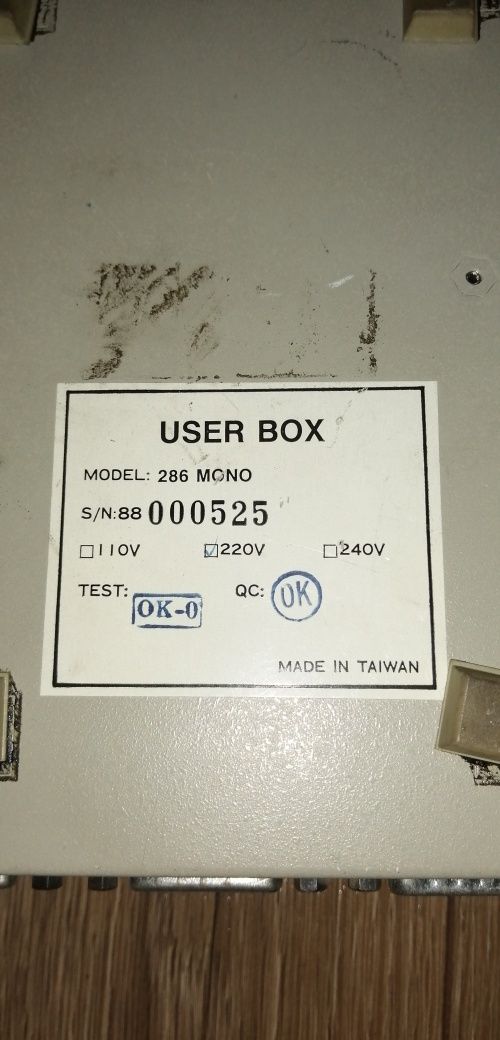 USER BOX
MODEL: 286 MONO
S/N:88 000525
☐110V ☑220V ☐240V
TEST: OK-0 QC: OK
MADE IN TAIWAN